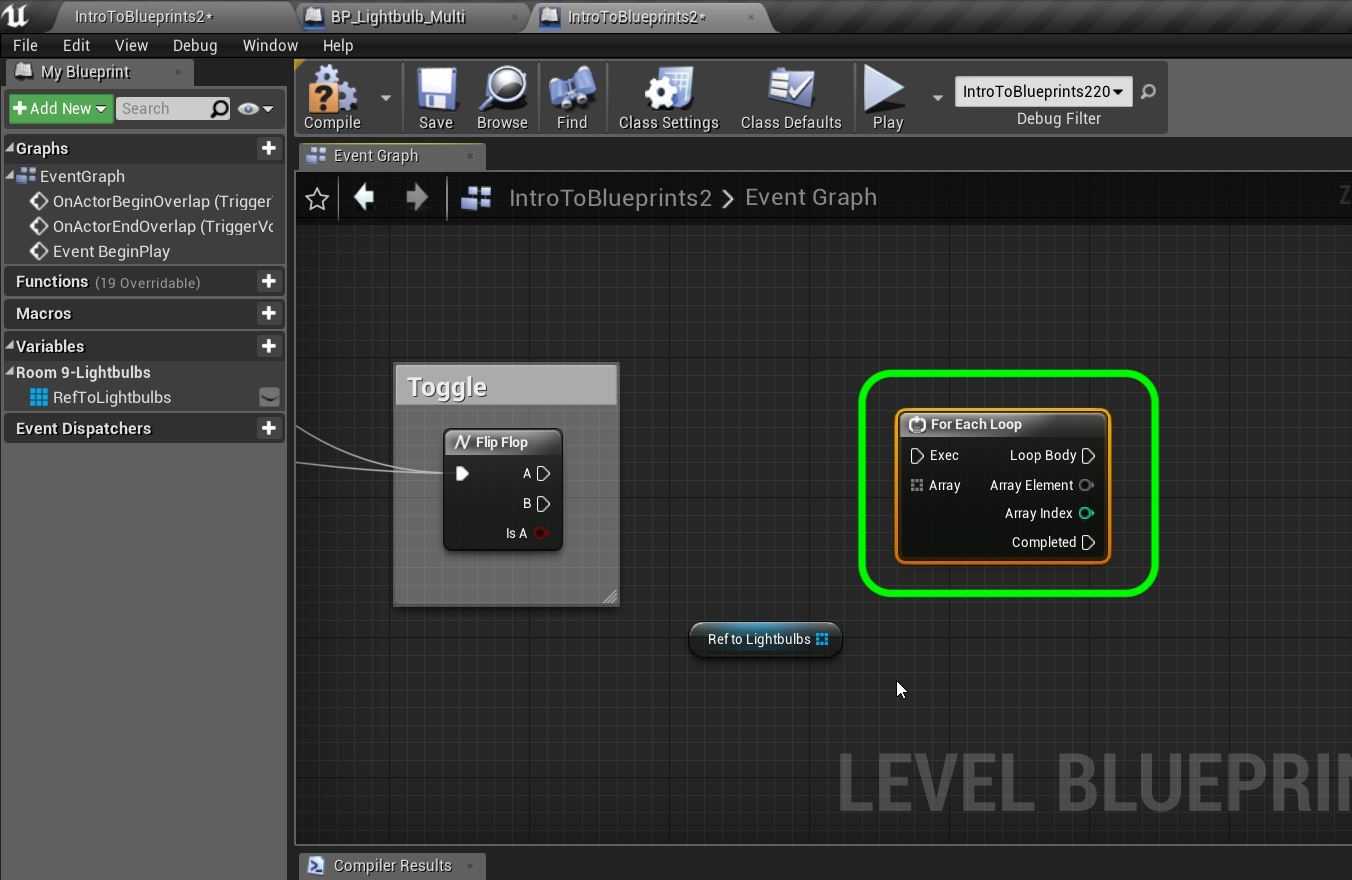 IntroToBlueprints2* BP_Lightbulb_Multi IntroToBlueprints2*
File Edit View Debug Window Help
My Blueprint
Add New Search
Graphs
EventGraph
OnActorBeginOverlap (Trigger
OnActorEndOverlap (TriggerVo
Event BeginPlay
Functions (19 Overridable)
Macros
Variables
Room 9-Lightbulbs
RefToLightbulbs
Event Dispatchers
Compile Save Browse Find Class Settings Class Defaults Play
IntroToBlueprints220
Debug Filter
Event Graph
IntroToBlueprints2 > Event Graph
Z
Toggle
Flip Flop
A
B
Is A
For Each Loop
Exec Loop Body
Array Array Element
Array Index
Completed
Ref to Lightbulbs
LEVEL BLUEPRIN
Compiler Results